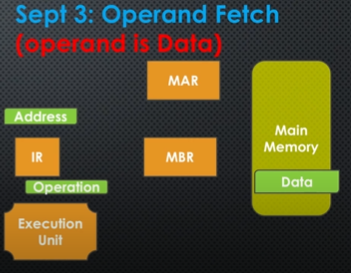 Sept 3: Operand Fetch
(operand is Data)
MAR
Address
Main
Memory
IR
MBR
Data
Operation
Execution
Unit